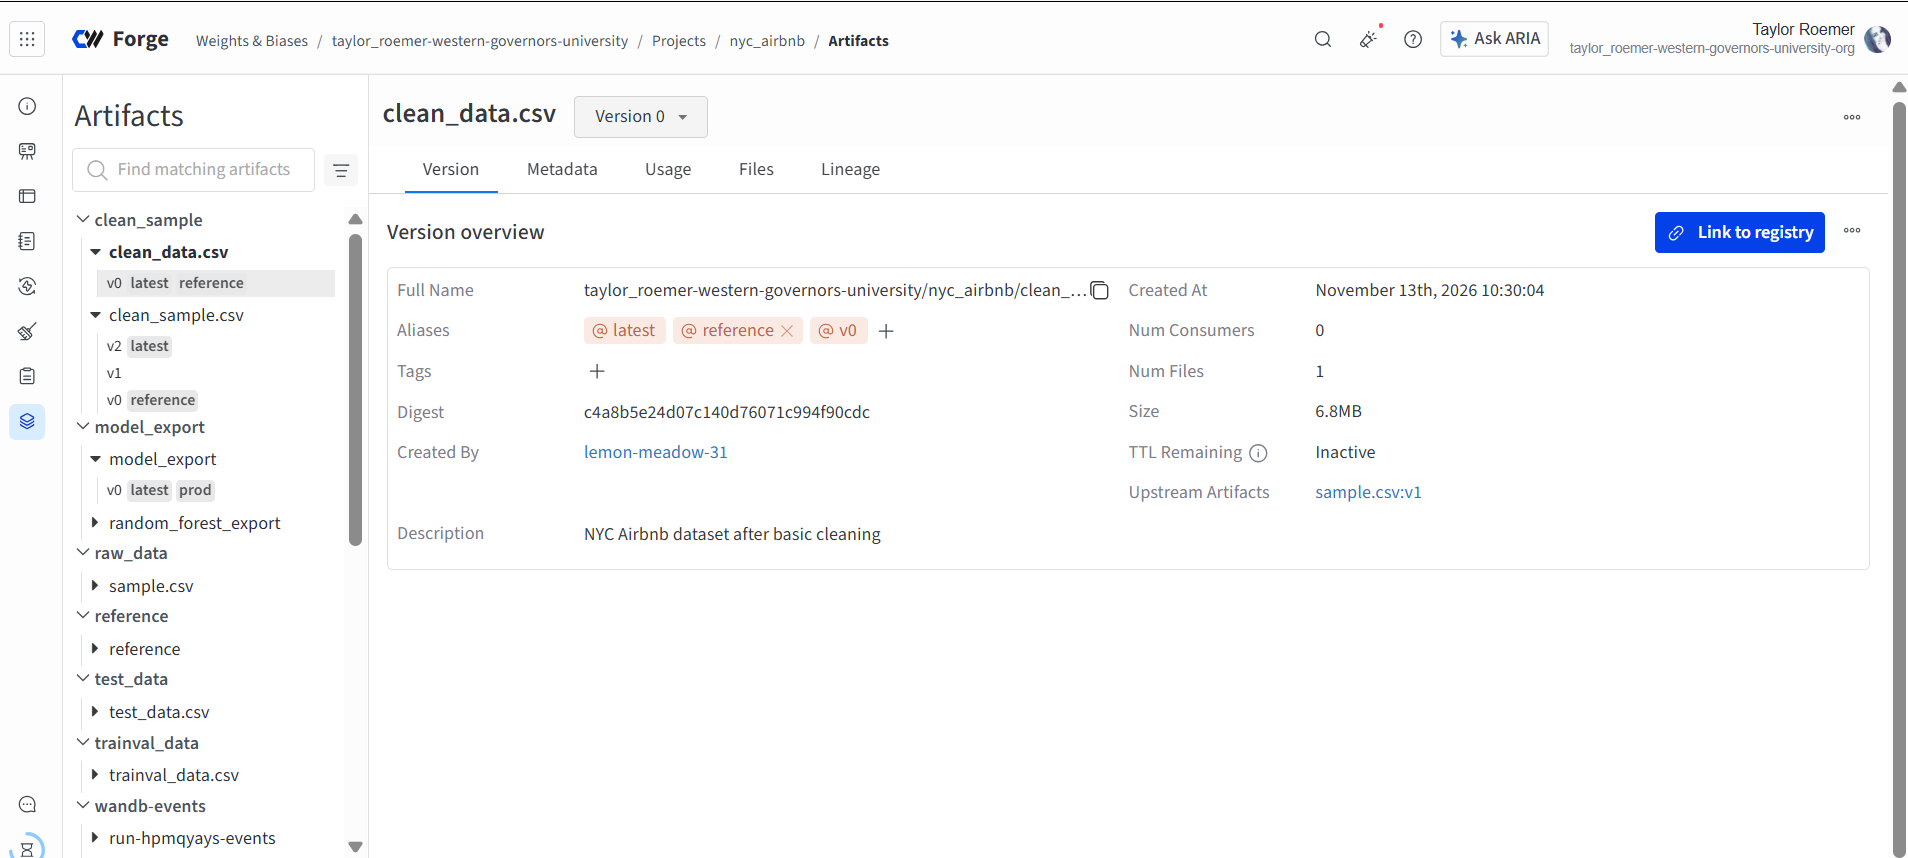 Forge
Weights & Biases / taylor_roemer-western-governors-university / Projects / nyc_airbnb / Artifacts
Ask ARIA
Taylor Roemer
taylor_roemer-western-governors-university-org
Artifacts
Find matching artifacts
clean_sample
clean_data.csv
v0 latest reference
clean_sample.csv
v2 latest
v1
v0 reference
model_export
model_export
v0 latest prod
random_forest_export
raw_data
sample.csv
reference
reference
test_data
test_data.csv
trainval_data
trainval_data.csv
wandb-events
run-hpmqyays-events
clean_data.csv
Version 0
Version Metadata Usage Files Lineage
Version overview
Link to registry
Full Name taylor_roemer-western-governors-university/nyc_airbnb/clean_...
Aliases @ latest @ reference @ v0 +
Tags +
Digest c4a8b5e24d07c140d76071c994f90cdc
Created By lemon-meadow-31
Description NYC Airbnb dataset after basic cleaning
Created At November 13th, 2026 10:30:04
Num Consumers 0
Num Files 1
Size 6.8MB
TTL Remaining Inactive
Upstream Artifacts sample.csv:v1